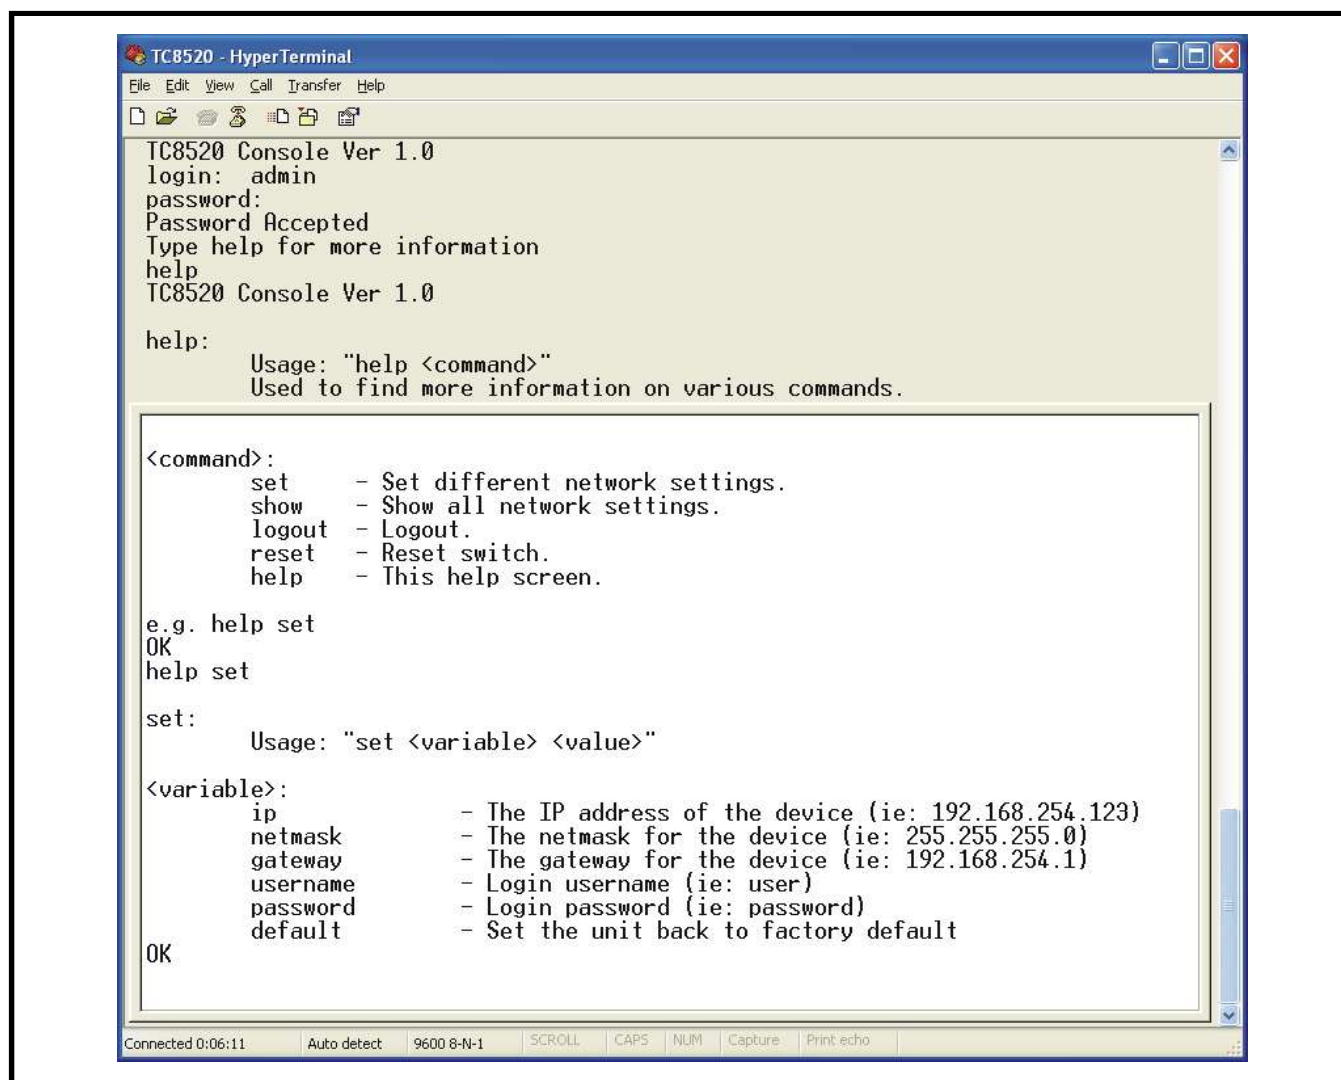 TC8520 - HyperTerminal
File Edit View Call Transfer Help
TC8520 Console Ver 1.0
login: admin
password:
Password Accepted
Type help for more information
help
TC8520 Console Ver 1.0
help:
Usage: "help <command>"
Used to find more information on various commands.
<command>:
set - Set different network settings.
show - Show all network settings.
logout - Logout.
reset - Reset switch.
help - This help screen.
e.g. help set
OK
help set
set:
Usage: "set <variable> <value>"
<variable>:
ip - The IP address of the device (ie: 192.168.254.123)
netmask - The netmask for the device (ie: 255.255.255.0)
gateway - The gateway for the device (ie: 192.168.254.1)
username - Login username (ie: user)
password - Login password (ie: password)
default - Set the unit back to factory default
OK
Connected 0:06:11 Auto detect 9600 8-N-1 SCROLL CAPS NUM Capture Print echo